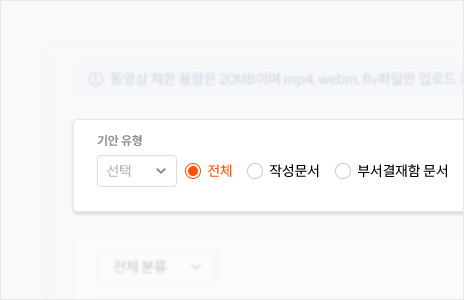 동영상 제한 용량은 20MB이며 mp4, webm, flv파일만 업로드
기안 유형
선택 전체 작성문서 부서결재함 문서
전체 분류